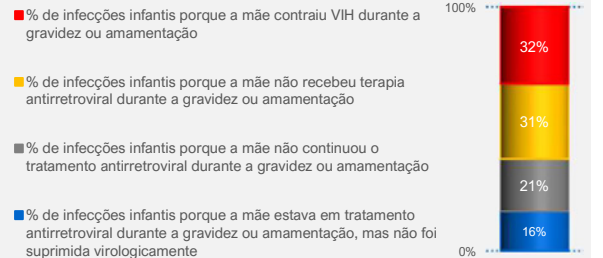 % de infecções infantis porque a mãe contraiu VIH durante a
gravidez ou amamentação
% de infecções infantis porque a mãe não recebeu terapia
antirretroviral durante a gravidez ou amamentação
% de infecções infantis porque a mãe não continuou o
tratamento antirretroviral durante a gravidez ou amamentação
% de infecções infantis porque a mãe estava em tratamento
antirretroviral durante a gravidez ou amamentação, mas não foi
suprimida virologicamente
100%
32%
31%
21%
16%
0%